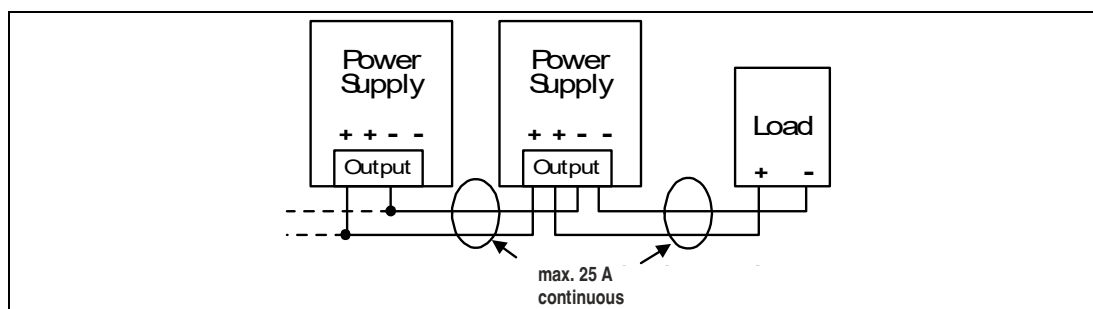 Power
Supply
+ + - -
Output
Power
Supply
+ + - -
Output
Load
+ -
max. 25 A
continuous